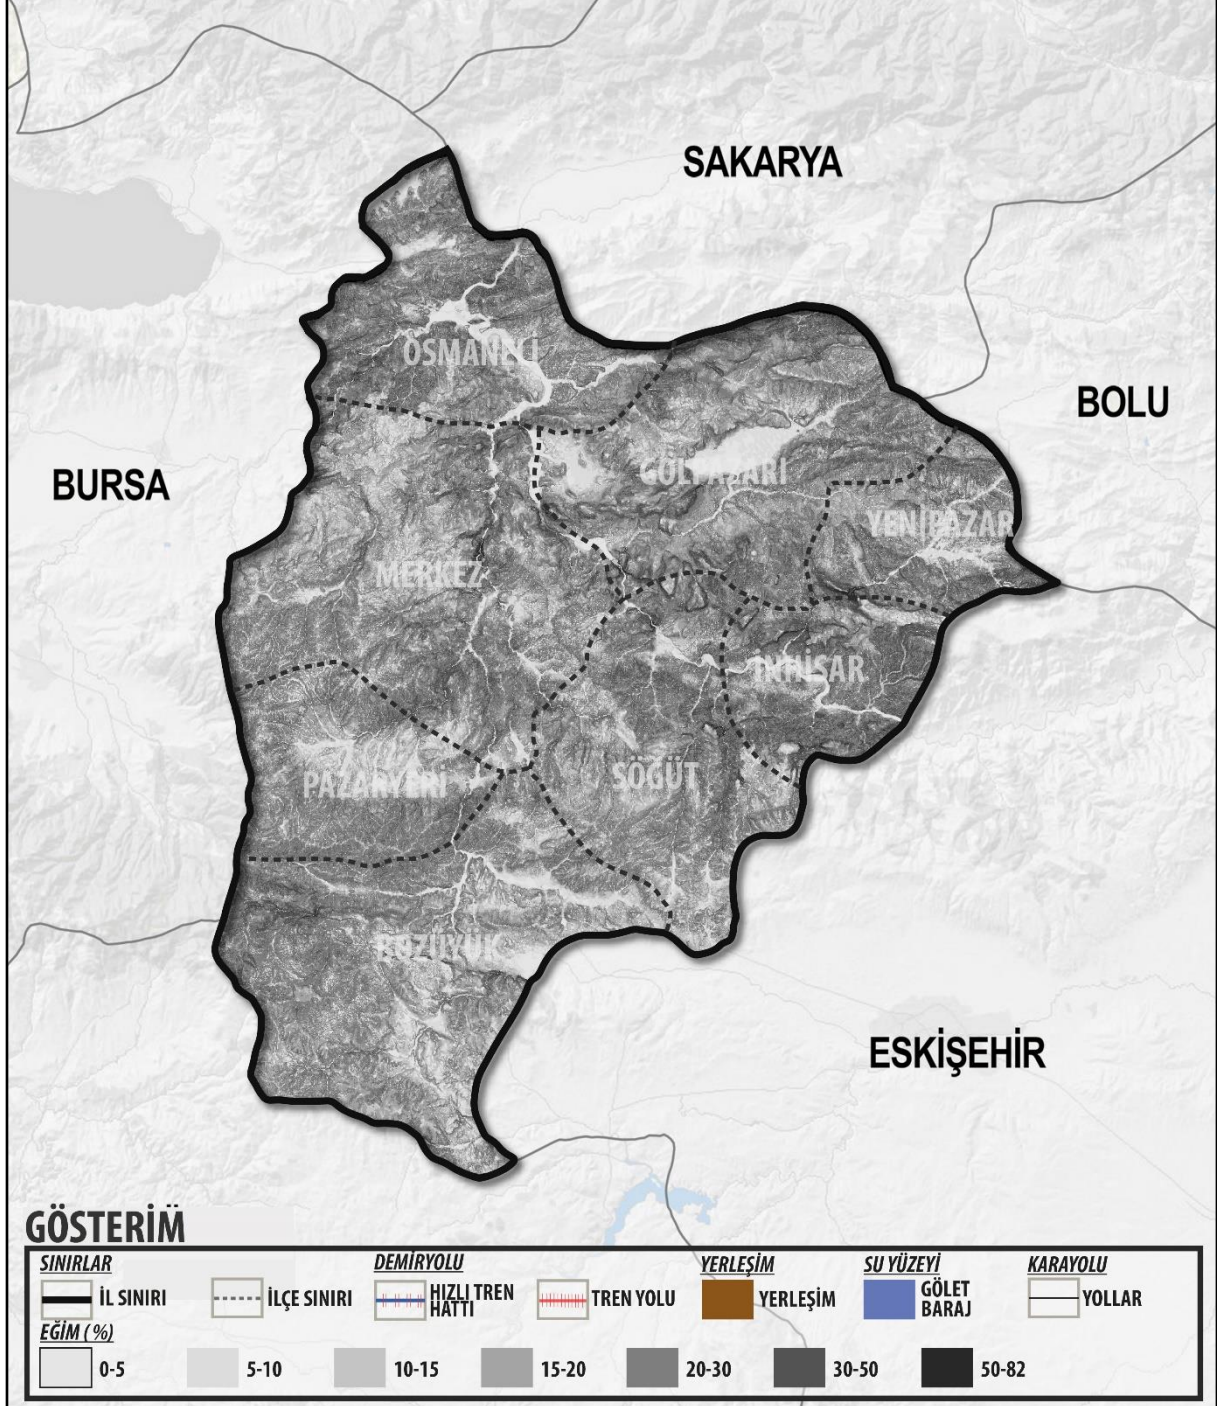 SAKARYA
OSMANELİ
BOLU
BURSA
GÖLPAZARI
YENİPAZAR
MERKEZ
İNHİSAR
PAZARYERİ
SÖĞÜT
BOZÜYÜK
ESKİŞEHİR
GÖSTERİM
SINIRLAR
İL SINIRI
İLÇE SINIRI
DEMİRYOLU
HIZLI TREN
HATTI
TREN YOLU
YERLEŞİM
YERLEŞİM
SU YÜZEYİ
GÖLET
BARAJ
KARAYOLU
YOLLAR
EĞİM (%)
0-5
5-10
10-15
15-20
20-30
30-50
50-82